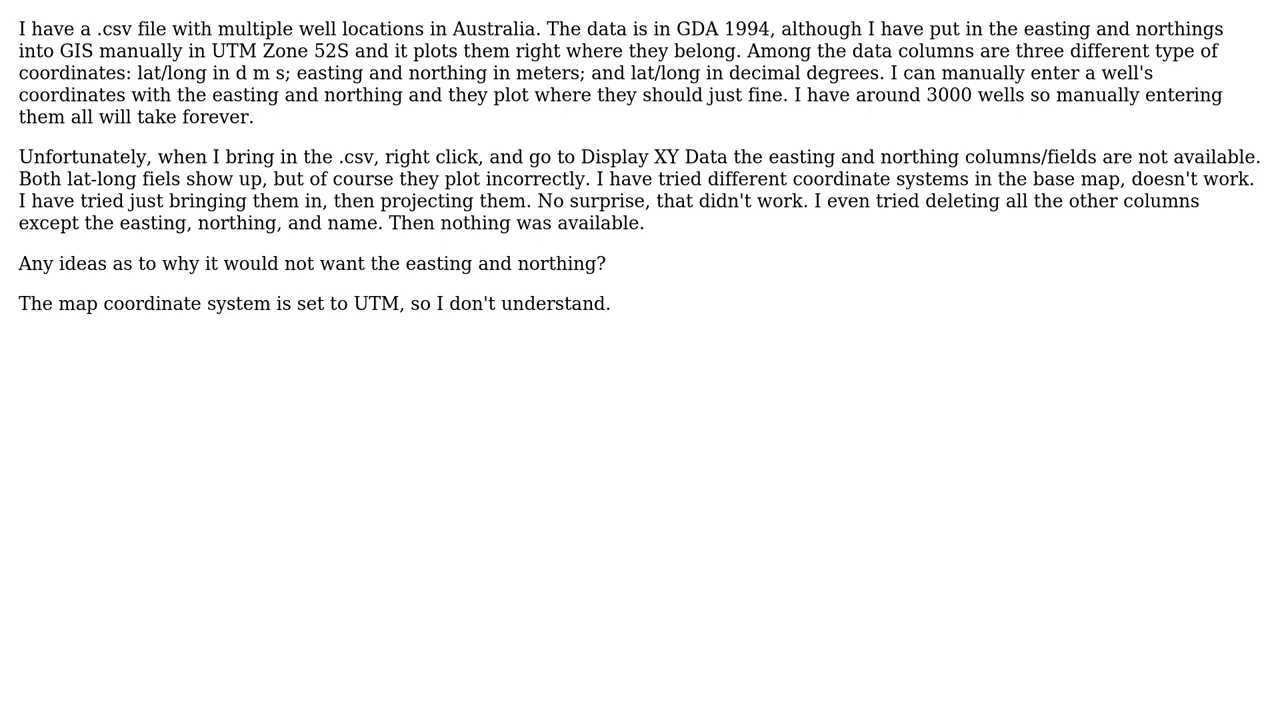 I have a .csv file with multiple well locations in Australia. The data is in GDA 1994, although I have put in the easting and northings
into GIS manually in UTM Zone 52S and it plots them right where they belong. Among the data columns are three different type of
coordinates: lat/long in d m s; easting and northing in meters; and lat/long in decimal degrees. I can manually enter a well's
coordinates with the easting and northing and they plot where they should just fine. I have around 3000 wells so manually entering
them all will take forever.
Unfortunately, when I bring in the .csv, right click, and go to Display XY Data the easting and northing columns/fields are not available.
Both lat-long fiels show up, but of course they plot incorrectly. I have tried different coordinate systems in the base map, doesn't work.
I have tried just bringing them in, then projecting them. No surprise, that didn't work. I even tried deleting all the other columns
except the easting, northing, and name. Then nothing was available.
Any ideas as to why it would not want the easting and northing?
The map coordinate system is set to UTM, so I don't understand.